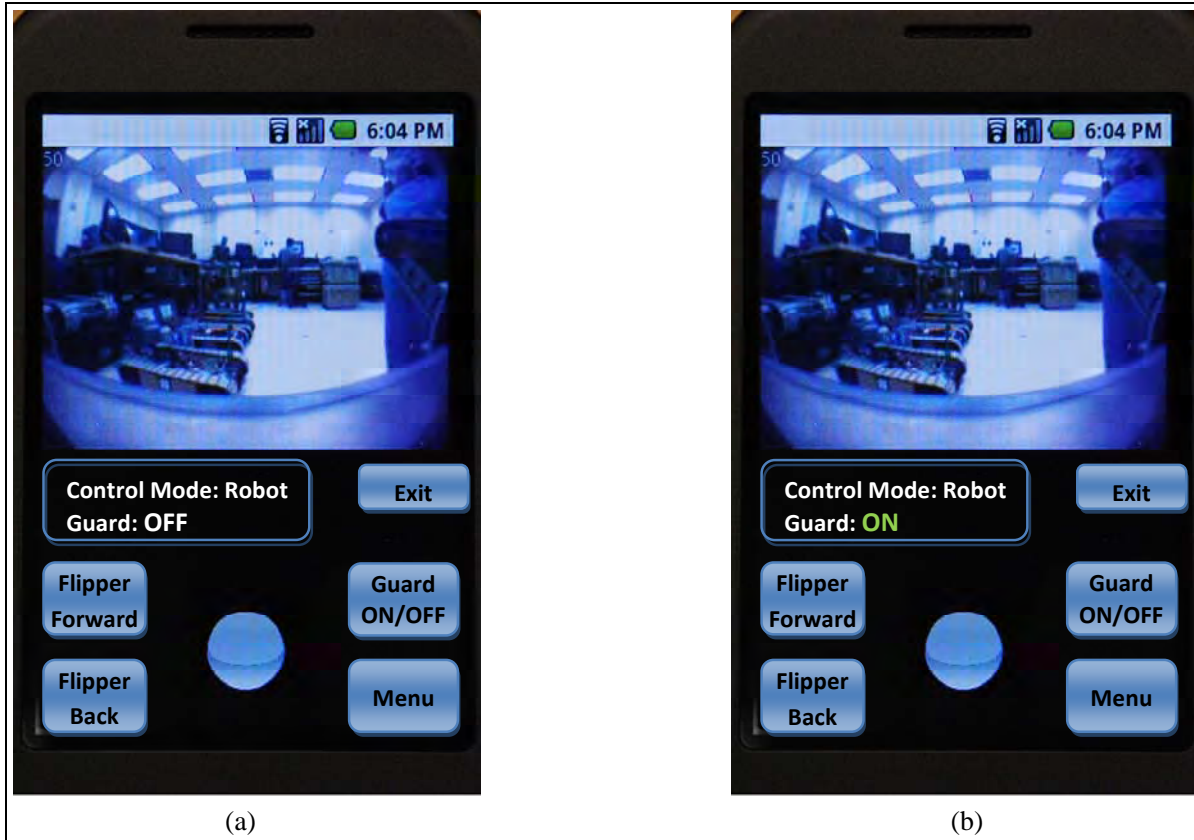 6:04 PM
50
Control Mode: Robot
Guard: OFF
Exit
Flipper
Forward
Guard
ON/OFF
Flipper
Back
Menu
(a)
6:04 PM
50
Control Mode: Robot
Guard: ON
Exit
Flipper
Forward
Guard
ON/OFF
Flipper
Back
Menu
(b)